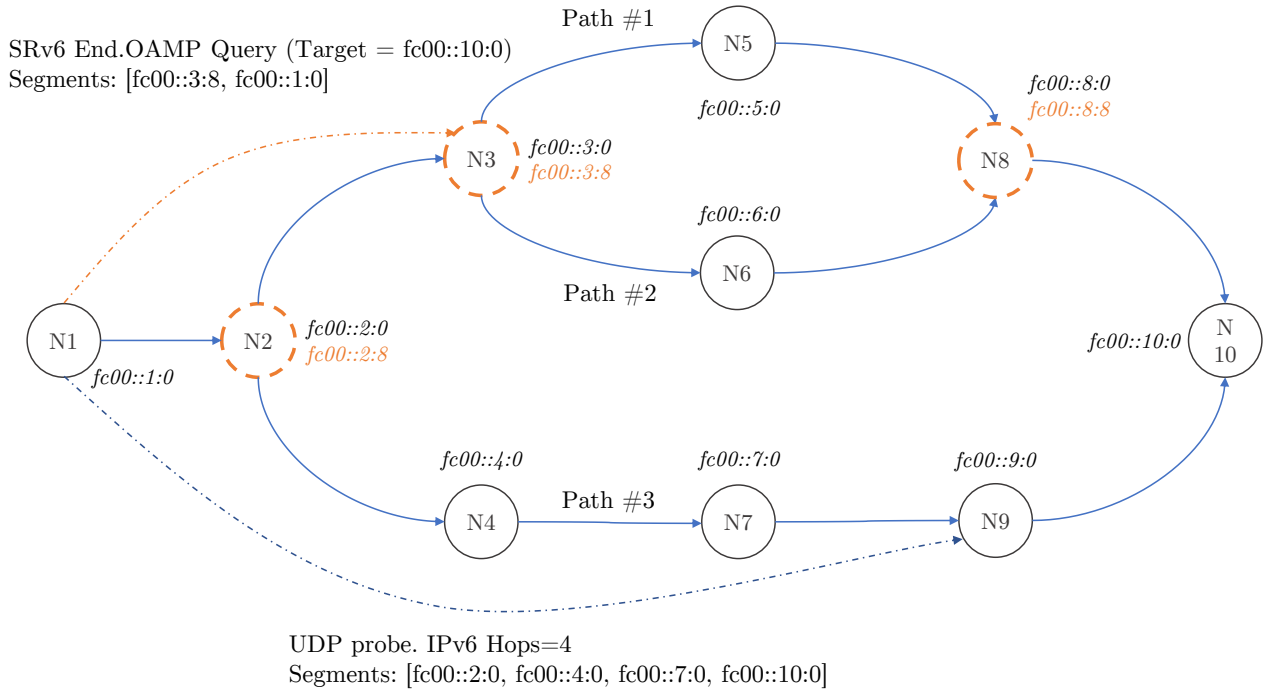 Path #1
N5
SRv6 End.OAMP Query (Target = fc00::10:0)
Segments: [fc00::3:8, fc00::1:0]
fc00::5:0
fc00::8:0
fc00::8:8
N3
fc00::3:0
fc00::3:8
N8
fc00::6:0
N6
Path #2
N1
fc00::1:0
N2
fc00::2:0
fc00::2:8
fc00::10:0
N
10
fc00::4:0
fc00::7:0
fc00::9:0
N4
Path #3
N7
N9
UDP probe. IPv6 Hops=4
Segments: [fc00::2:0, fc00::4:0, fc00::7:0, fc00::10:0]